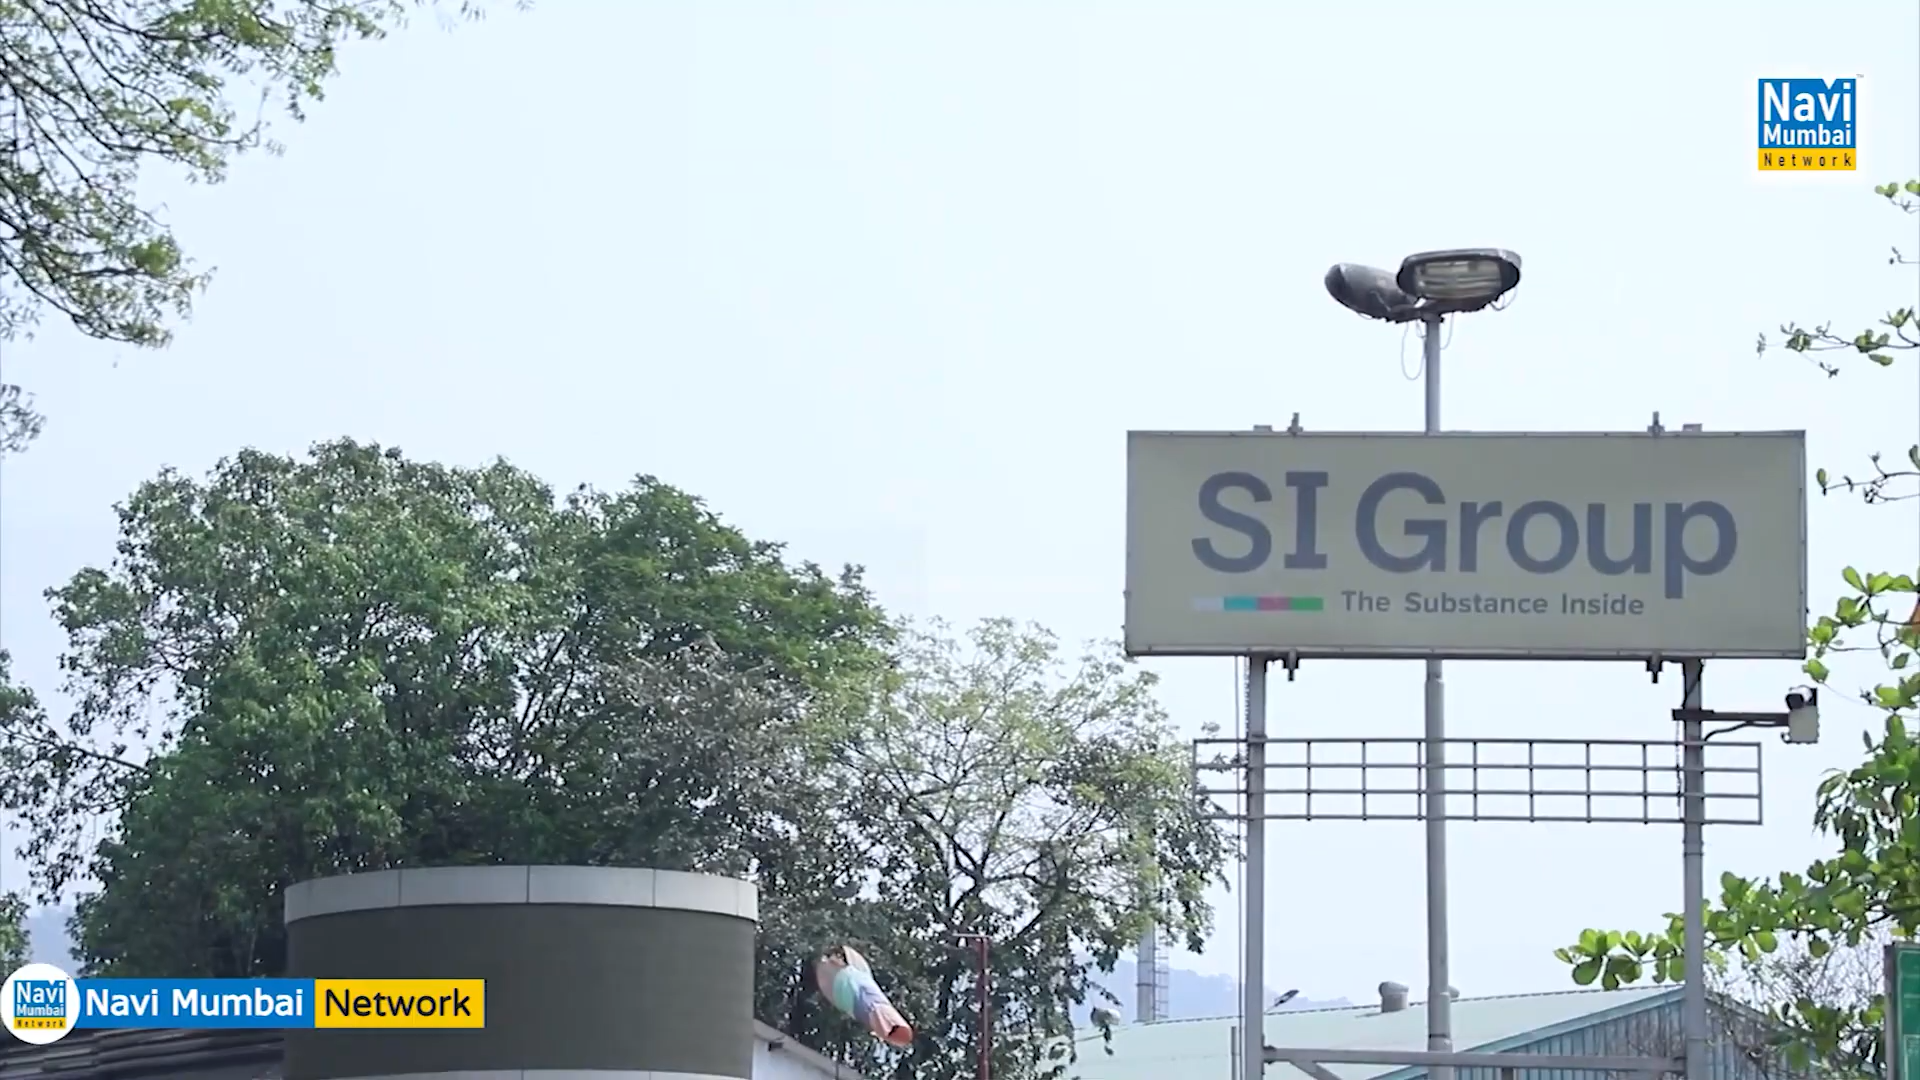 Navi
Mumbai
Network
SI Group
The Substance Inside
Navi
Mumbai
Network
Navi Mumbai Network